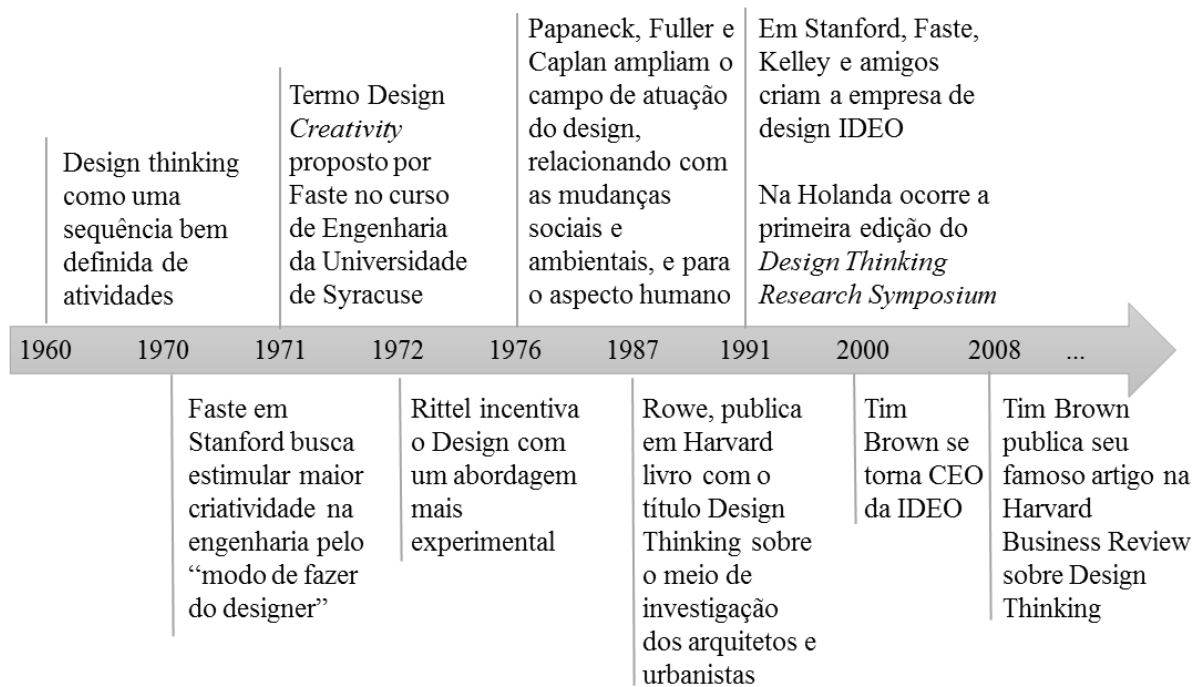 Design thinking
como uma
sequência bem
definida de
atividades
Termo Design
Creativity
proposto por
Faste no curso
de Engenharia
da Universidade
de Syracuse
Papaneck, Fuller e
Caplan ampliam o
campo de atuação
do design,
relacionando com
as mudanças
sociais e
ambientais, e para
o aspecto humano
Em Stanford, Faste,
Kelley e amigos
criam a empresa de
design IDEO
Na Holanda ocorre a
primeira edição do
Design Thinking
Research Symposium
1960 1970 1971 1972 1976 1987 1991 2000 2008 ...
Faste em
Stanford busca
estimular maior
criatividade na
engenharia pelo
“modo de fazer
do designer”
Rittel incentiva
o Design com
um abordagem
mais
experimental
Rowe, publica
em Harvard
livro com o
título Design
Thinking sobre
o meio de
investigação
dos arquitetos e
urbanistas
Tim
Brown se
torna CEO
da IDEO
Tim Brown
publica seu
famoso artigo na
Harvard
Business Review
sobre Design
Thinking